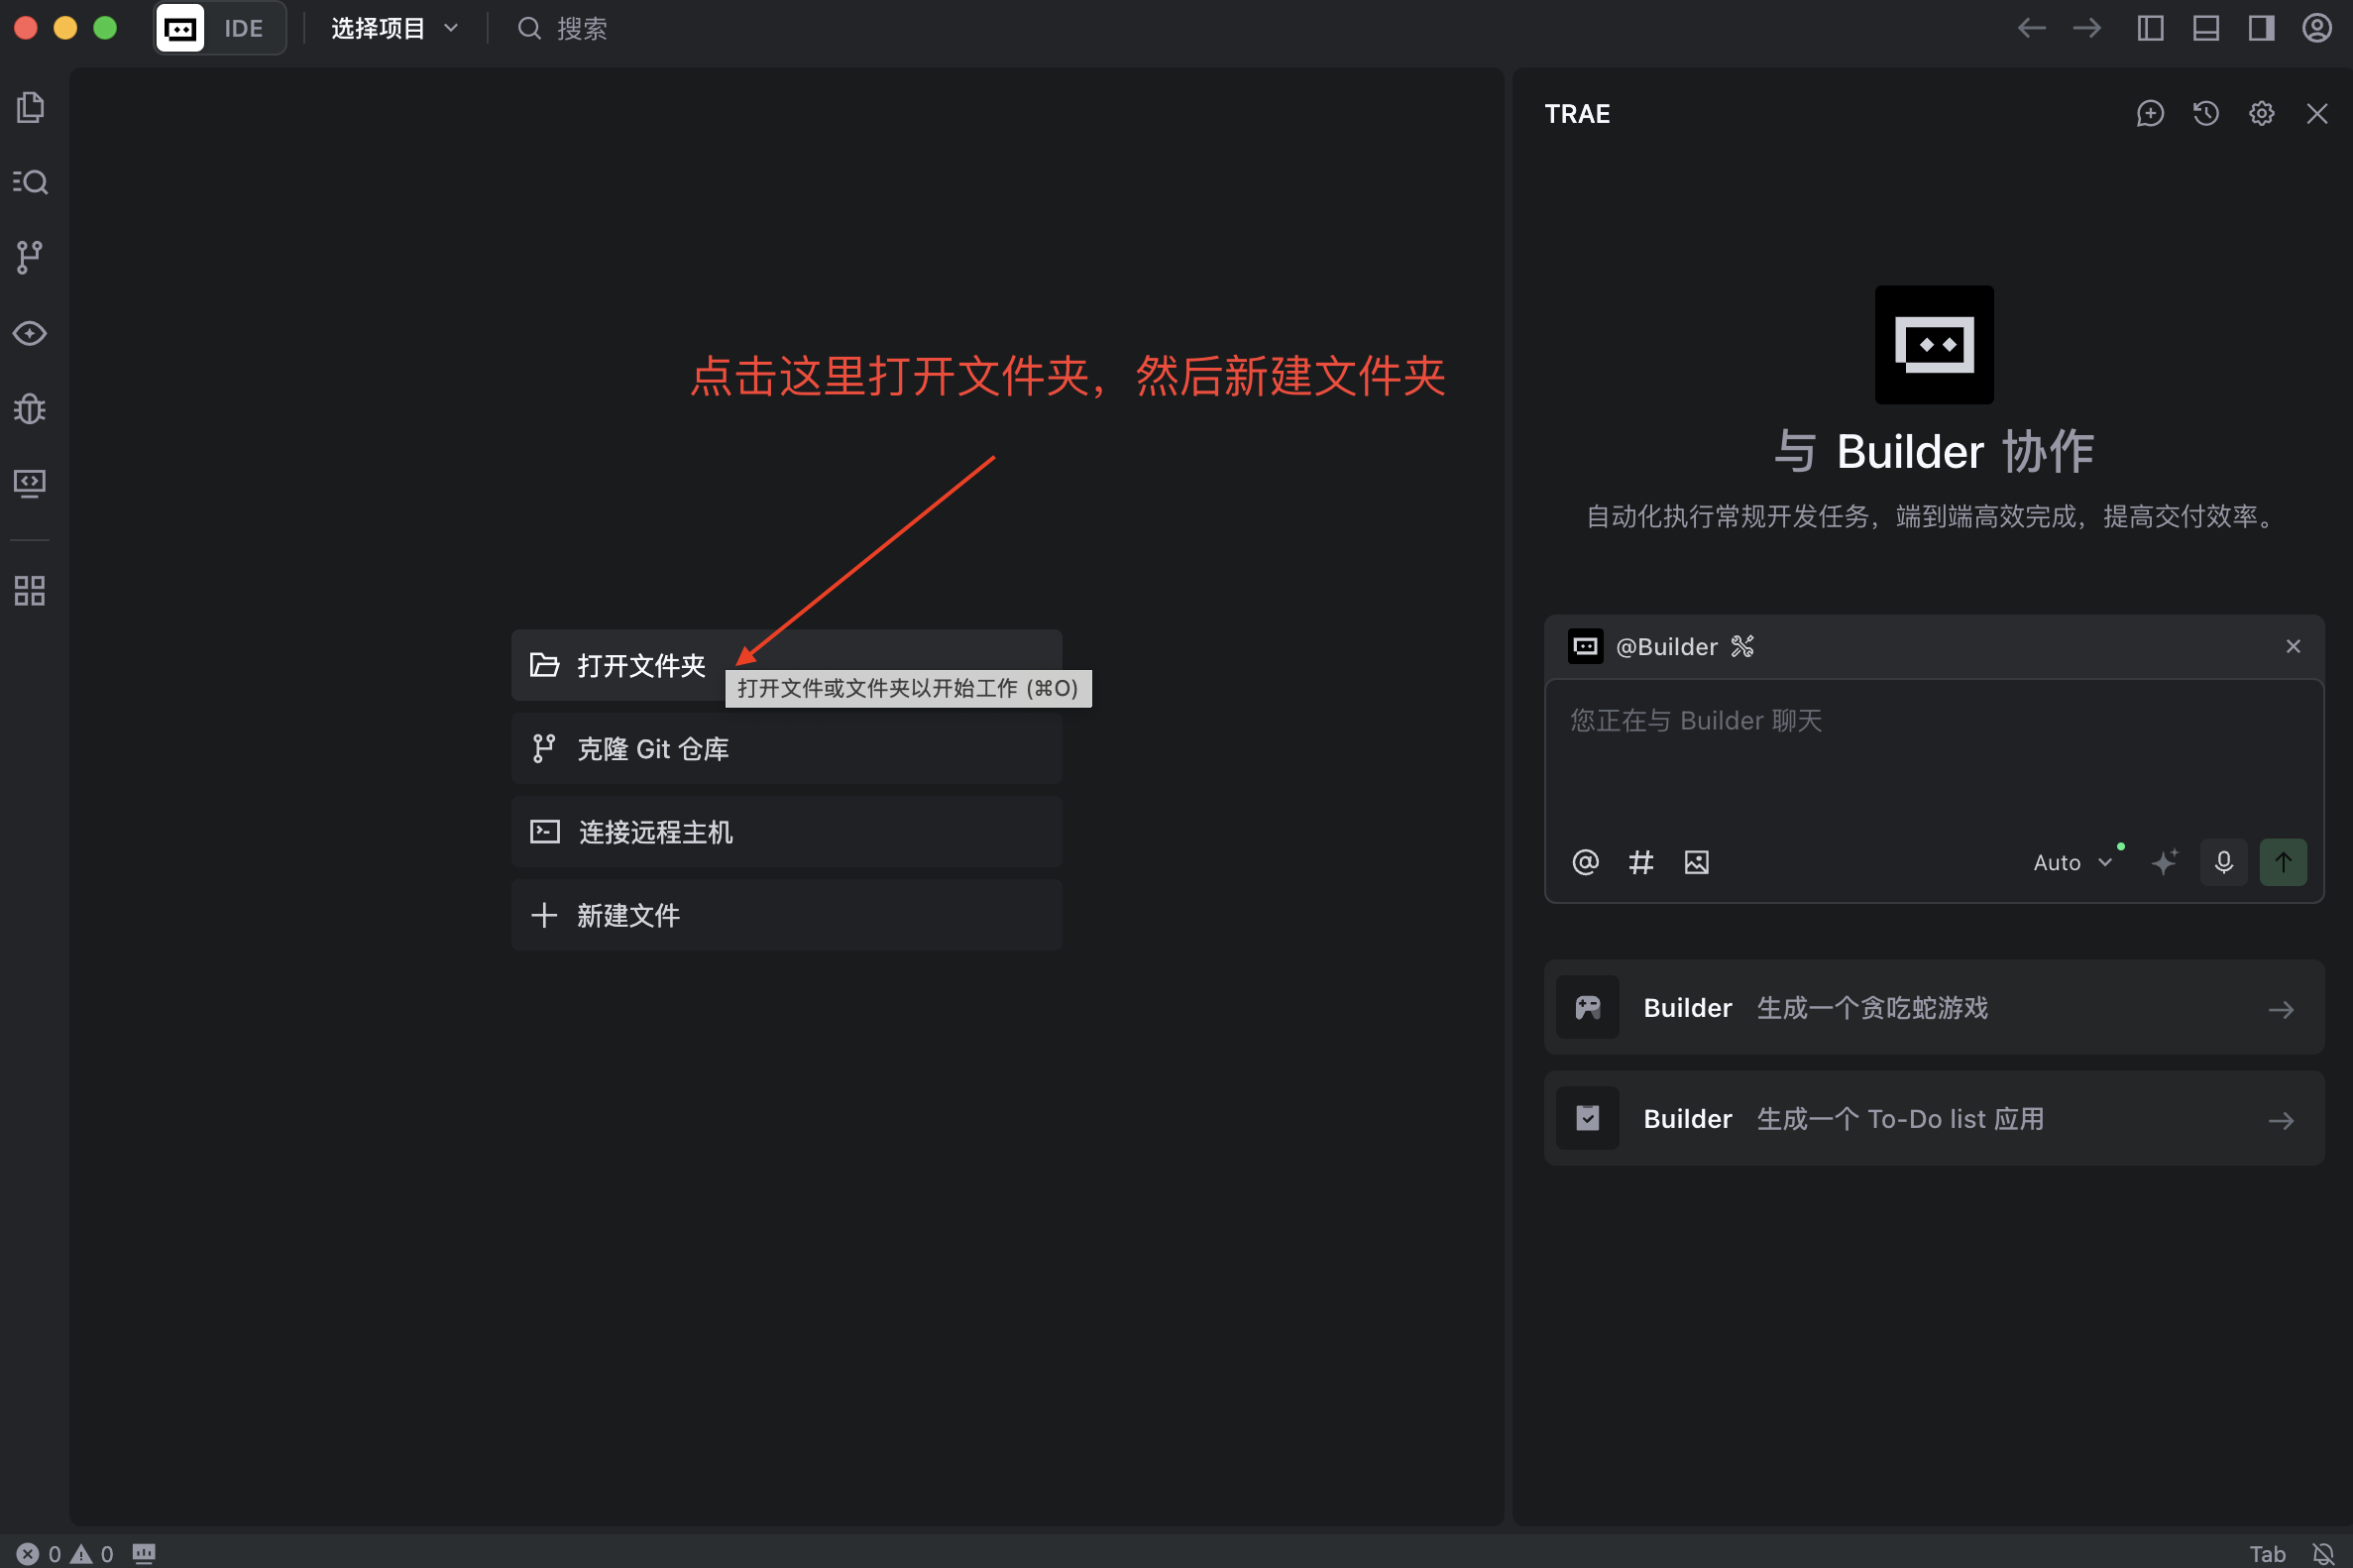 IDE
选择项目
搜索
TRAE
点击这里打开文件夹，然后新建文件夹
与 Builder 协作
自动化执行常规开发任务，端到端高效完成，提高交付效率。
@Builder
打开文件夹
打开文件或文件夹以开始工作 (⌘O)
您正在与 Builder 聊天
克隆 Git 仓库
连接远程主机
Auto
新建文件
Builder 生成一个贪吃蛇游戏
Builder 生成一个 To-Do list 应用
0 0
Tab